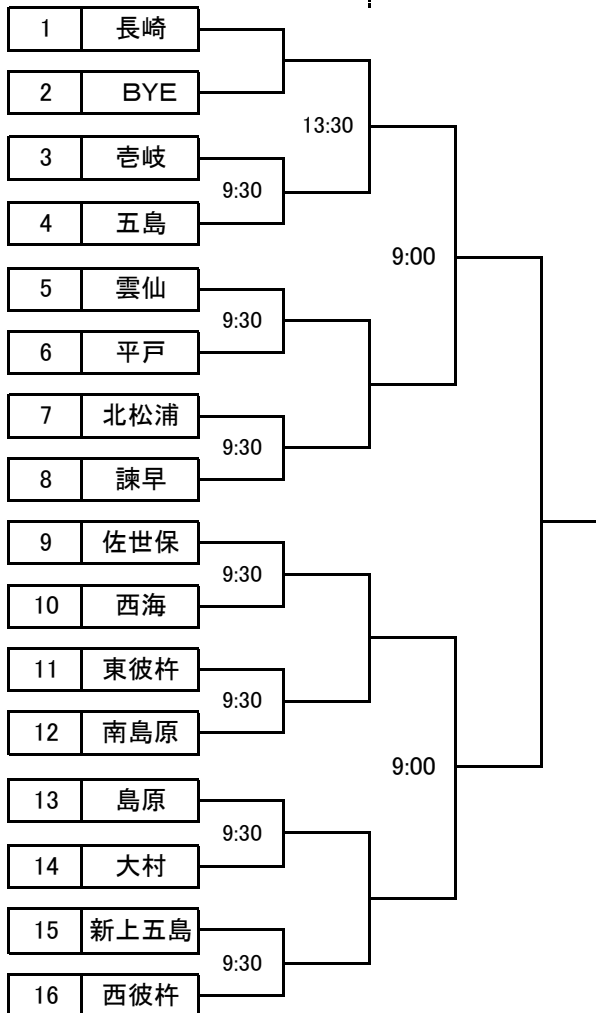 1 長崎
2 BYE
13:30
3 壱岐
9:30
4 五島
9:00
5 雲仙
9:30
6 平戸
7 北松浦
9:30
8 諫早
9 佐世保
9:30
10 西海
11 東彼杵
9:30
12 南島原
9:00
13 島原
9:30
14 大村
15 新上五島
9:30
16 西彼杵